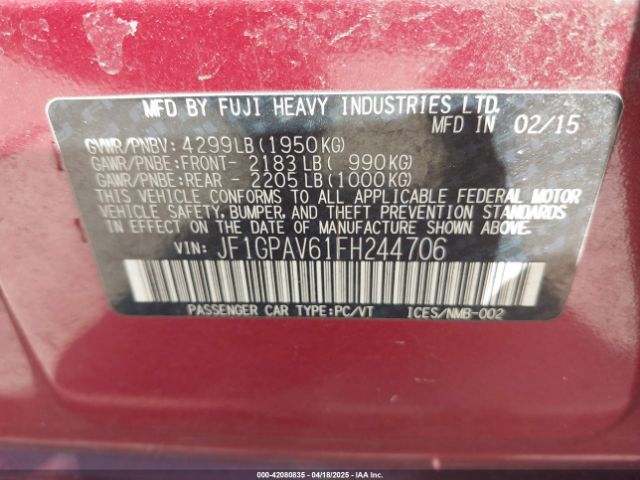 MFD BY FUJI HEAVY INDUSTRIES LTD.
MFD IN 02/15
GVWR/PNBV: 4299LB(1950KG)
GAWR/PNBE:FRONT- 2183LB( 990KG)
GAWR/PNBE:REAR - 2205LB(1000KG)
THIS VEHICLE CONFORMS TO ALL APPLICABLE FEDERAL MOTOR
VEHICLE SAFETY, BUMPER, AND THEFT PREVENTION STANDARDS
IN EFFECT ON THE DATE OF MANUFACTURE SHOWN ABOVE.
VIN: JF1GPAV61FH244706
PASSENGER CAR TYPE:PC/VT ICES/NMB-002
000-42080835 - 04/18/2025 - IAA, Inc.